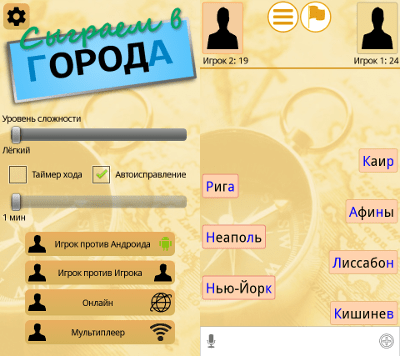 Сыграем в
ГОРОДА
Уровень сложности
Лёгкий
Таймер хода
Автоисправление
1 мин
Игрок против Андроида
Игрок против Игрока
Онлайн
Мультиплеер
Игрок 2: 19
Игрок 1: 24
Каир
Рига
Афины
Неаполь
Лиссабон
Нью-Йорк
Кишинев